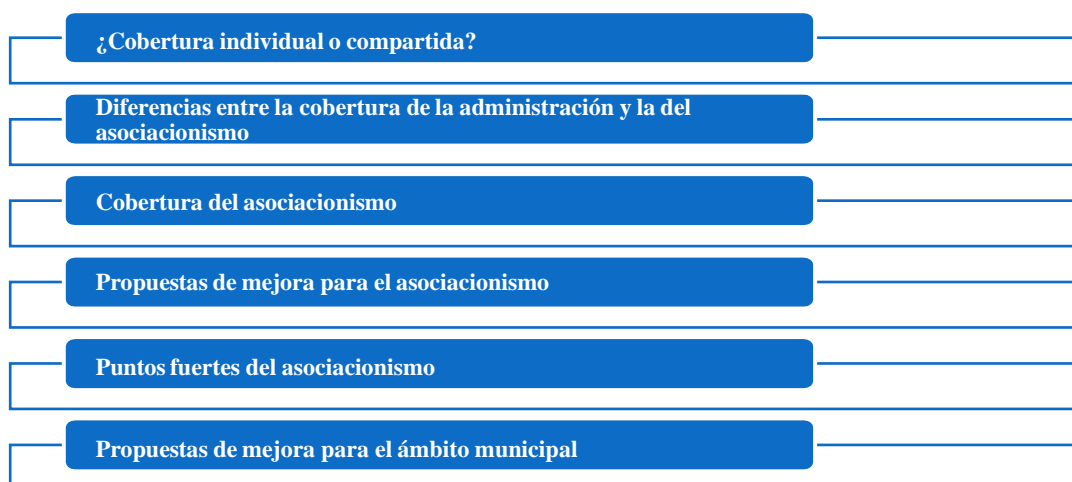 ¿Cobertura individual o compartida?
Diferencias entre la cobertura de la administración y la del
asociacionismo
Cobertura del asociacionismo
Propuestas de mejora para el asociacionismo
Puntos fuertes del asociacionismo
Propuestas de mejora para el ámbito municipal